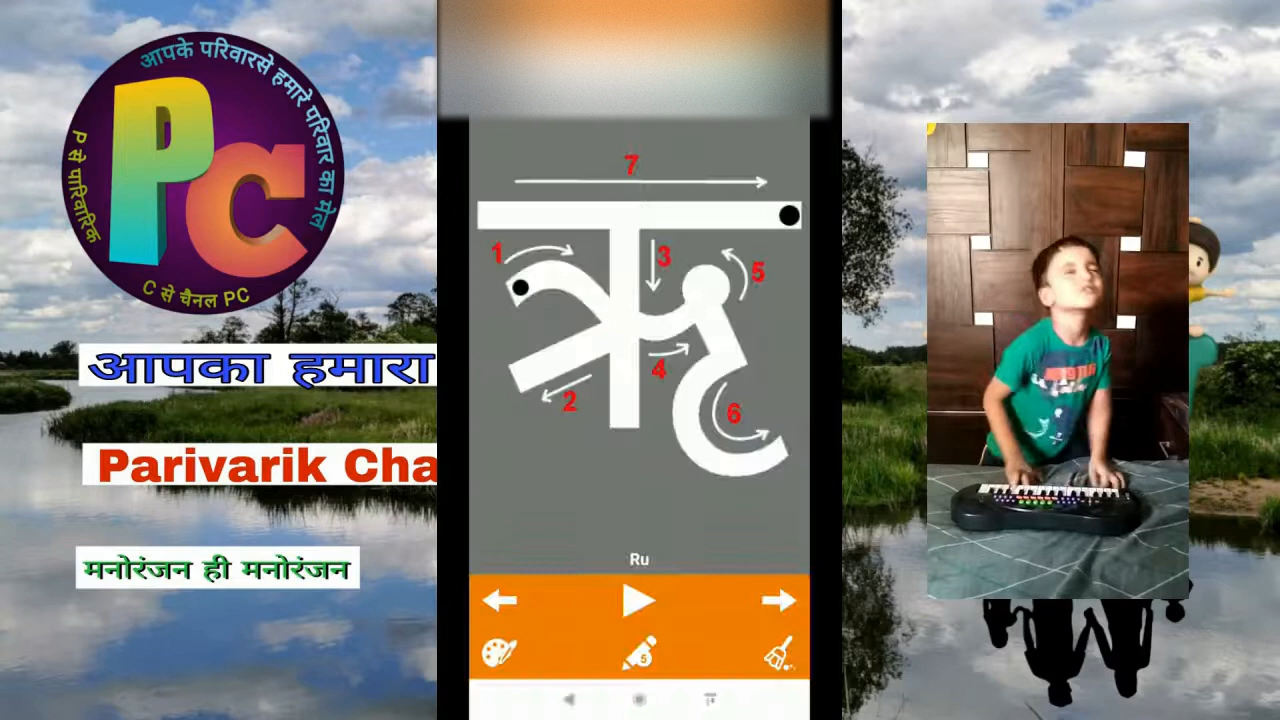 आपके परिवारसे हमारे परिवार का मेल
P से पारिवारिक
PC
C से चैनल PC
आपका हमारा
Parivarik Cha
मनोरंजन ही मनोरंजन
7
1
3
5
ऋ
4
2
6
Ru
5